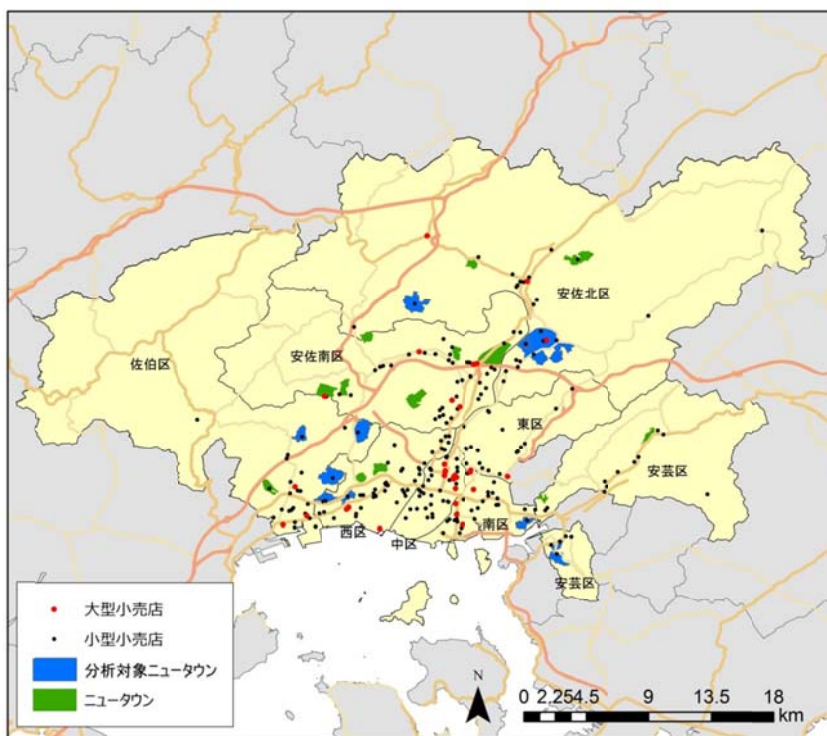 安佐北区
佐伯区
安佐南区
東区
安芸区
西区
中区
南区
安芸区
大型小売店
小型小売店
分析対象ニュータウン
ニュータウン
N
0 2.25 4.5 9 13.5 18
km